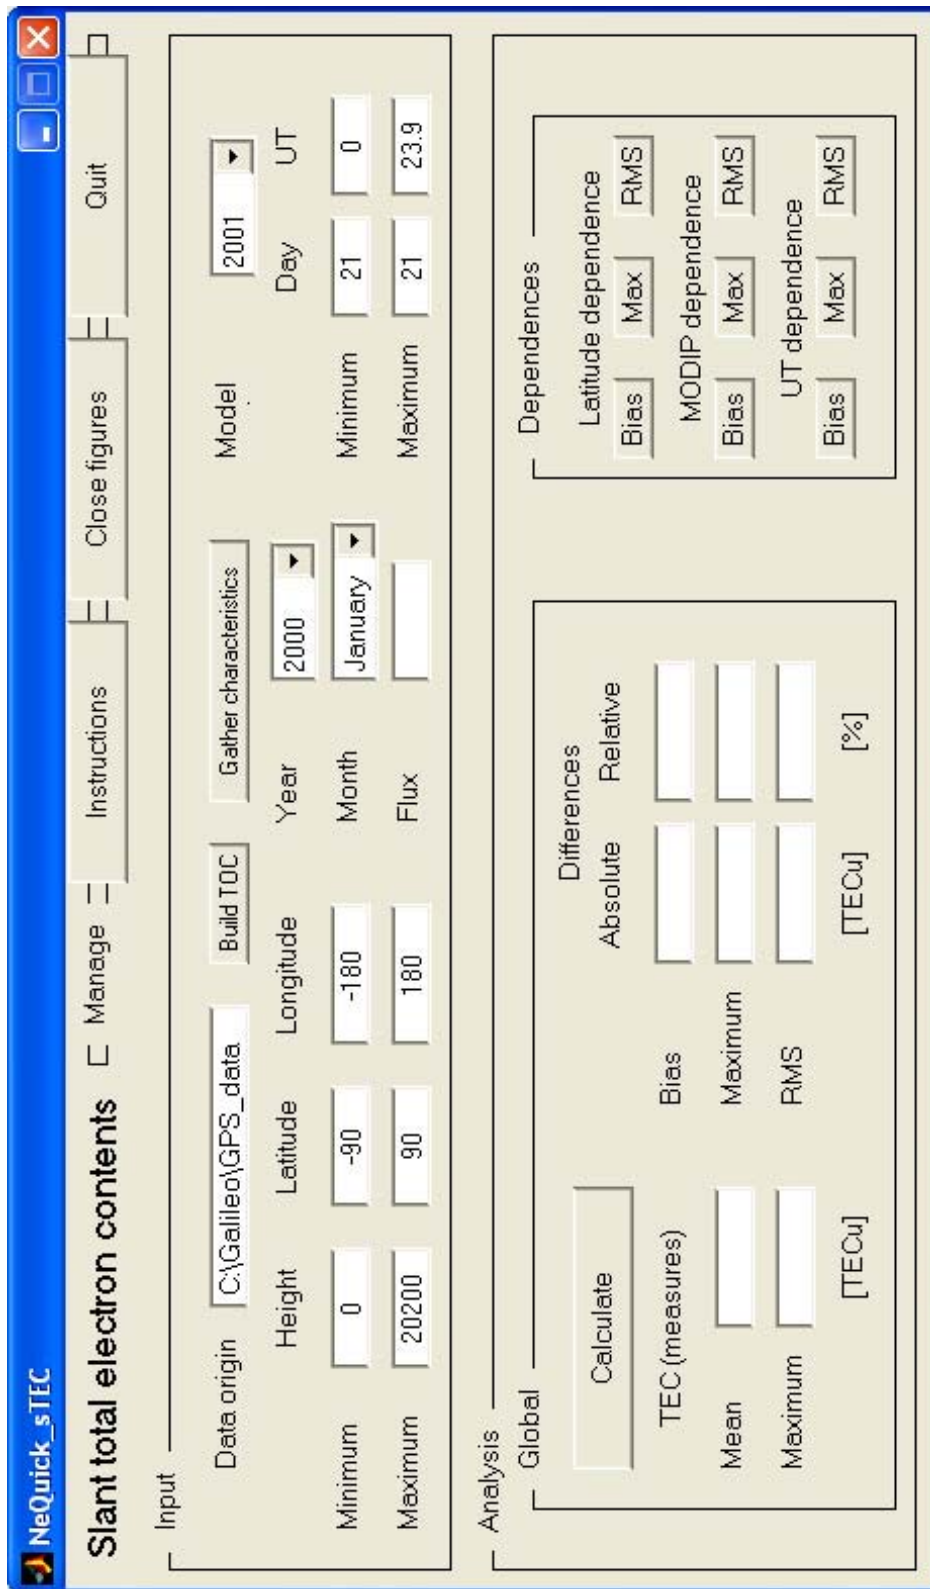 NeQuick_sTEC
Slant total electron contents
Manage
Instructions
Close figures
Quit
Input
Data origin C:\Galileo\GPS_data Build TOC Gather characteristics Model 2001
Height Latitude Longitude Year 2000 Day UT
Minimum 0 -90 -180 Month January Minimum 21 0
Maximum 20200 90 180 Flux Maximum 21 23.9
Analysis
Global
Calculate
TEC (measures)
Mean
Maximum
[TECu]
Differences
Absolute Relative
Bias
Maximum
RMS
[TECu] [%]
Dependences
Latitude dependence
Bias Max RMS
MODIP dependence
Bias Max RMS
UT dependence
Bias Max RMS